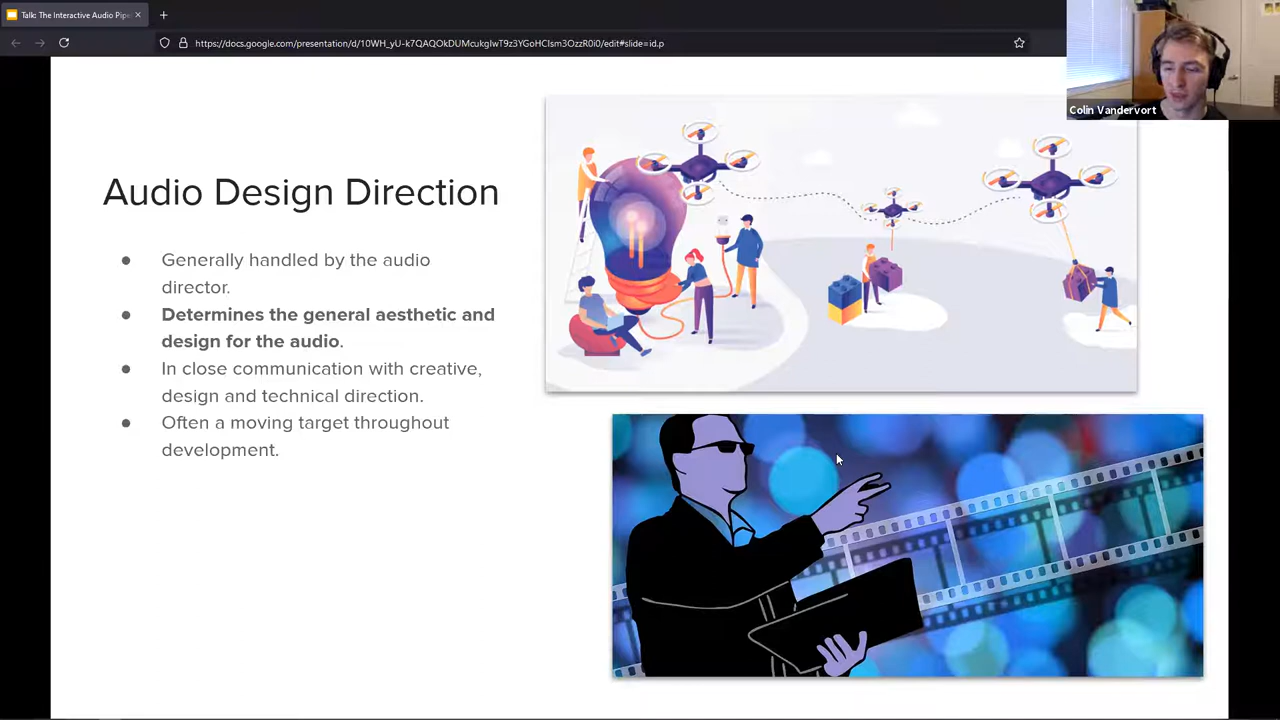 Talk: The Interactive Audio Pipe
https://docs.google.com/presentation/d/10WH_yU-k7QAQOkDUMcukgIwT9z3YGoHCIsm3OzzR0i0/edit#slide=id.p
Colin Vandervort
Audio Design Direction
● Generally handled by the audio
director.
● Determines the general aesthetic and
design for the audio.
● In close communication with creative,
design and technical direction.
● Often a moving target throughout
development.